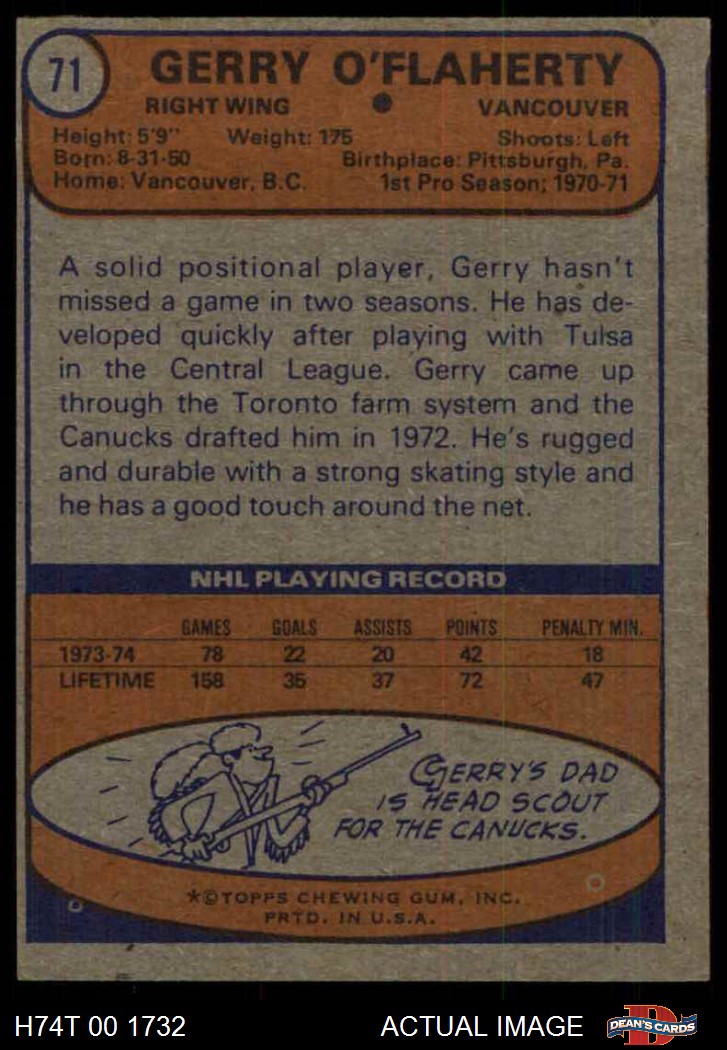 71
GERRY O'FLAHERTY
RIGHT WING ● VANCOUVER
Height: 5'9" Weight: 175 Shoots: Left
Born: 8-31-50 Birthplace: Pittsburgh, Pa.
Home: Vancouver, B.C. 1st Pro Season; 1970-71
A solid positional player, Gerry hasn't
missed a game in two seasons. He has de-
veloped quickly after playing with Tulsa
in the Central League. Gerry came up
through the Toronto farm system and the
Canucks drafted him in 1972. He's rugged
and durable with a strong skating style and
he has a good touch around the net.
NHL PLAYING RECORD
GAMES GOALS ASSISTS POINTS PENALTY MIN.
1973-74 78 22 20 42 18
LIFETIME 158 35 37 72 47
GERRY'S DAD
IS HEAD SCOUT
FOR THE CANUCKS.
*©TOPPS CHEWING GUM, INC.
PRTD. IN U.S.A.
H74T 00 1732 ACTUAL IMAGE D DEAN'S CARDS